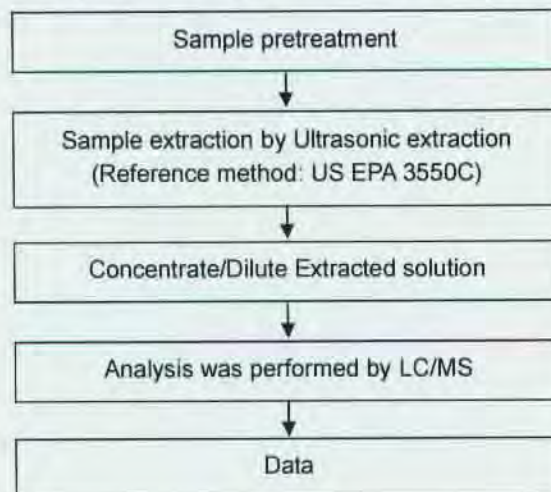 Sample pretreatment
Sample extraction by Ultrasonic extraction
(Reference method: US EPA 3550C)
Concentrate/Dilute Extracted solution
Analysis was performed by LC/MS
Data